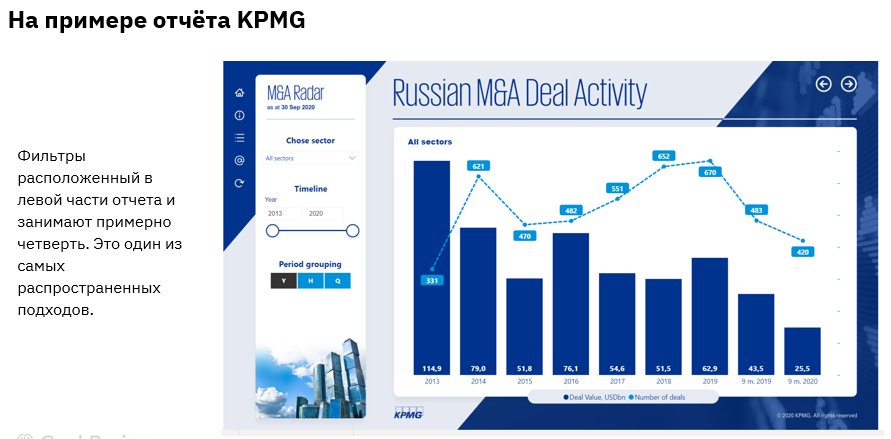 На примере отчёта KPMG
Фильтры
расположенный в
левой части отчета и
занимают примерно
четверть. Это один из
самых
распространенных
подходов.
M&A Radar
as at 30 Sep 2020
Chose sector
All sectors
Timeline
Year
2013 2020
Period grouping
Y H Q
Russian M&A Deal Activity
All sectors
652
621 670
551
482 483
470
420
331
114,9 79,0 51,8 76,1 54,6 51,5 62,9 43,5 25,5
2013 2014 2015 2016 2017 2018 2019 9 m. 2019 9 m. 2020
Deal Value, USDbn Number of deals
KPMG
© 2020 KPMG. All rights reserved